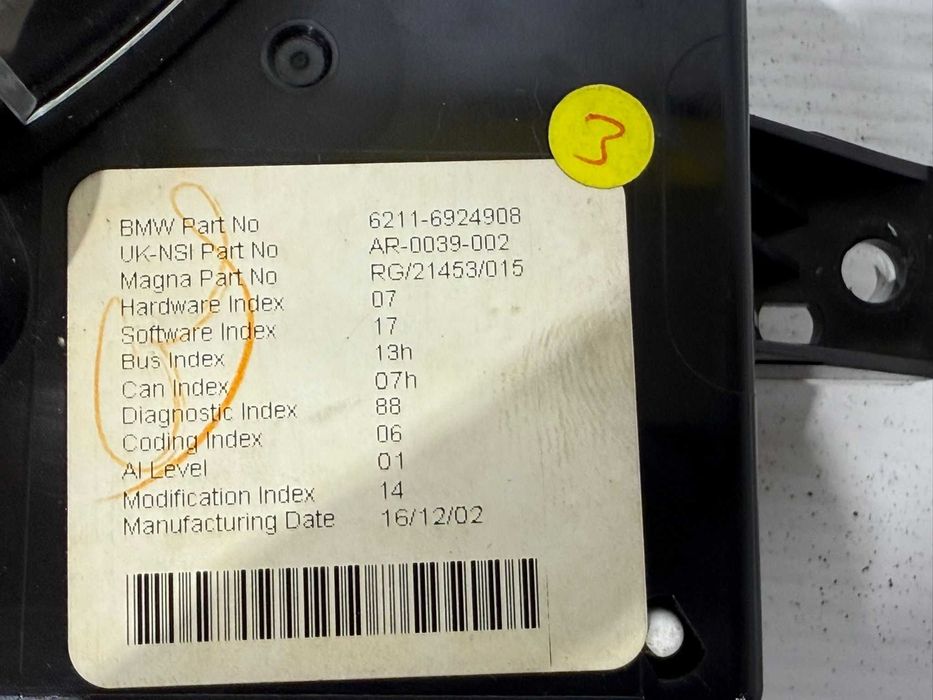 3
BMW Part No 6211-6924908
UK-NSI Part No AR-0039-002
Magna Part No RG/21453/015
Hardware Index 07
Software Index 17
Bus Index 13h
Can Index 07h
Diagnostic Index 88
Coding Index 06
AI Level 01
Modification Index 14
Manufacturing Date 16/12/02